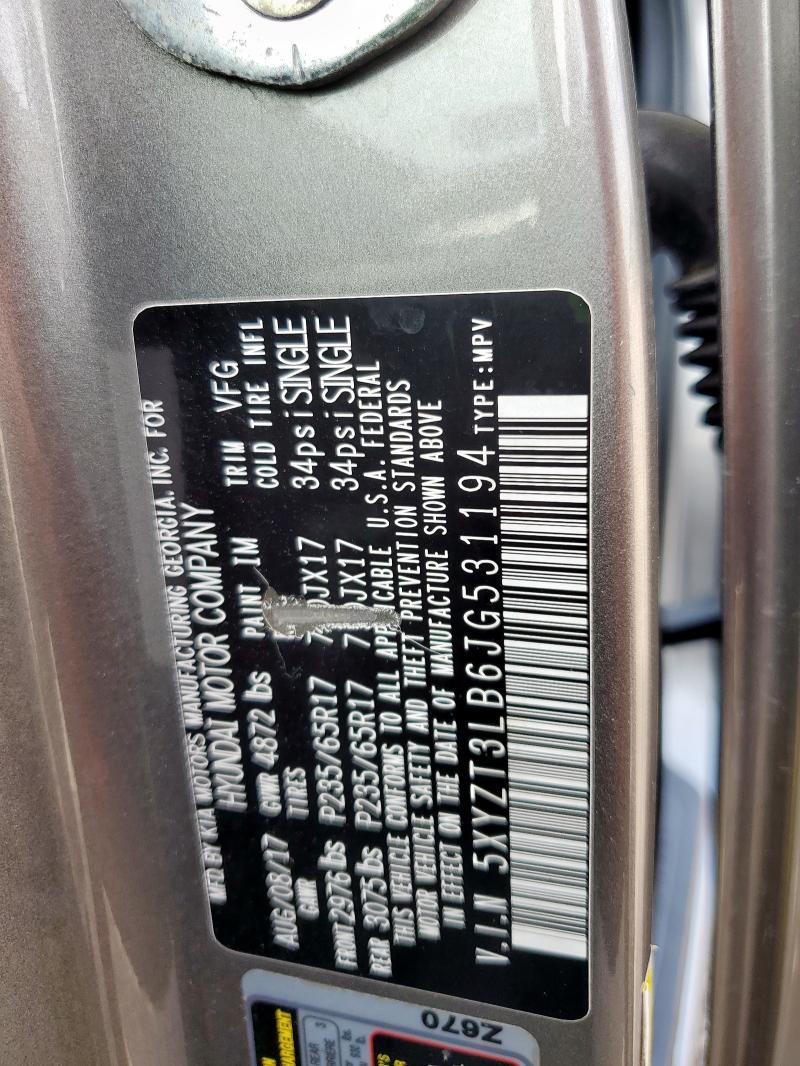 MFD BY KIA MOTORS MANUFACTURING GEORGIA. INC. FOR
HYUNDAI MOTOR COMPANY
AUG/08/17 GVWR 4872 lbs PAINT TM TRIM VFG
TIRES COLD TIRE INFL
FRONT 2976 lbs P235/65R17 JX17 34psi SINGLE
REAR 3075 lbs P235/65R17 JX17 34psi SINGLE
THIS VEHICLE CONFORMS TO ALL U.S.A. FEDERAL
MOTOR VEHICLE SAFETY AND THEFT PREVENTION STANDARDS
IN EFFECT ON THE DATE OF MANUFACTURE SHOWN ABOVE
V.I.N 5XYZT3LB6JG531194 TYPE:MPV
Z670
REAR